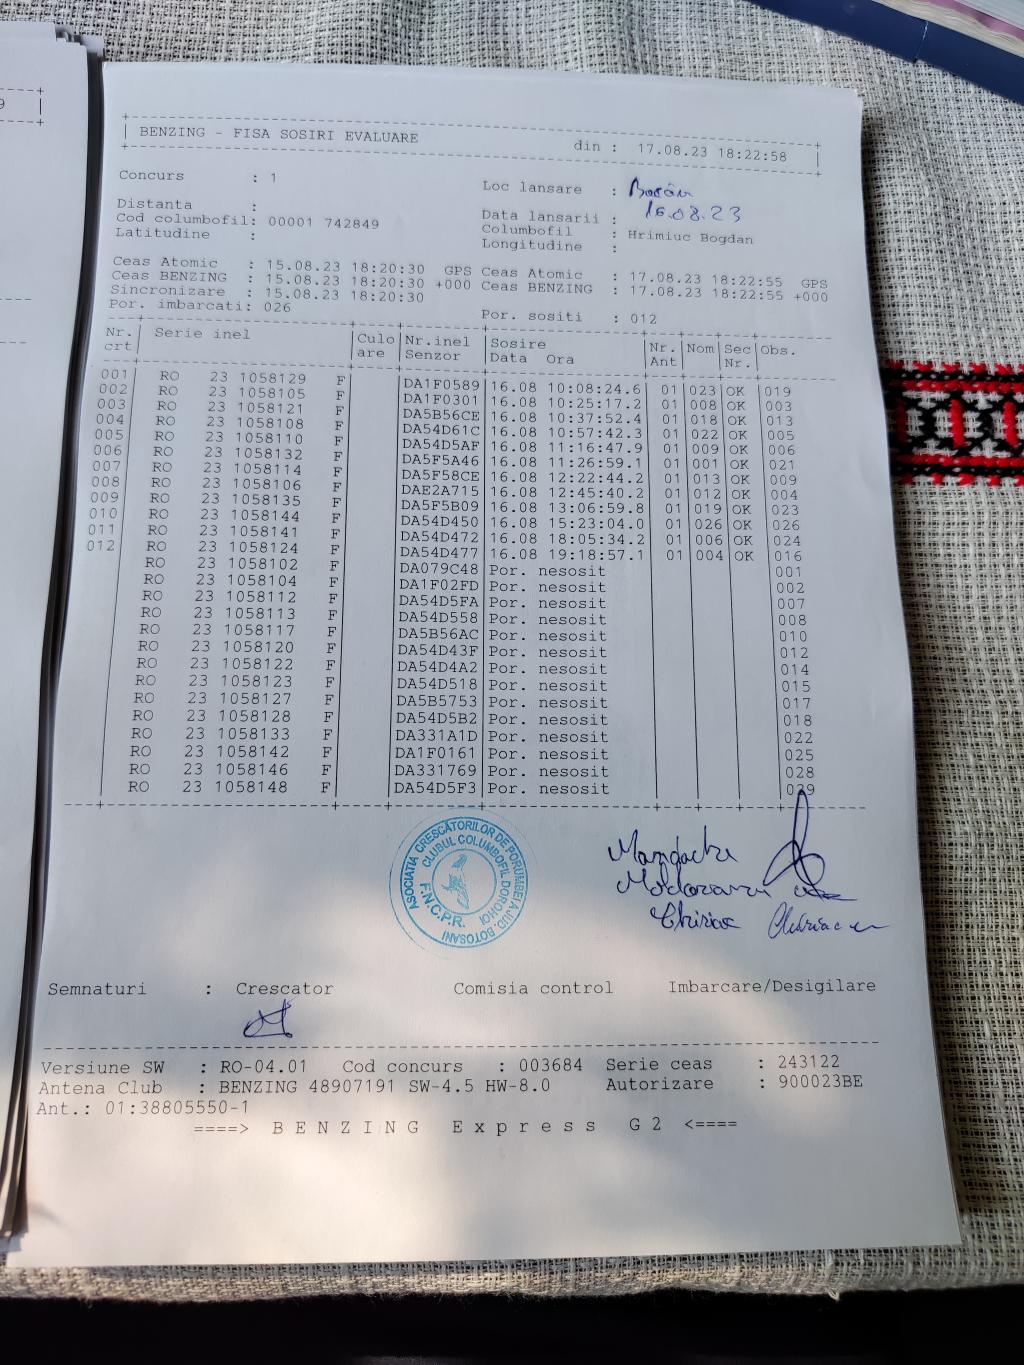 9
BENZING - FISA SOSIRI EVALUARE din : 17.08.23 18:22:58
Concurs : 1 Loc lansare :
Distanta : Data lansarii : 16.08.23
Cod columbofil: 00001 742849 Columbofil : Hrimiuc Bogdan
Latitudine : Longitudine :
Ceas Atomic : 15.08.23 18:20:30 GPS Ceas Atomic : 17.08.23 18:22:55 GPS
Ceas BENZING : 15.08.23 18:20:30 +000 Ceas BENZING : 17.08.23 18:22:55 +000
Sincronizare : 15.08.23 18:20:30
Por. imbarcati: 026 Por. sositi : 012
Nr. Serie inel Culo Nr.inel Sosire Nr. Nom Sec Obs.
crt are Senzor Data Ora Ant Nr.
001 RO 23 1058129 F DA1F0589 16.08 10:08:24.6 01 023 OK 019
002 RO 23 1058105 F DA1F0301 16.08 10:25:17.2 01 008 OK 003
003 RO 23 1058121 F DA5B56CE 16.08 10:37:52.4 01 018 OK 013
004 RO 23 1058108 F DA54D61C 16.08 10:57:42.3 01 022 OK 005
005 RO 23 1058110 F DA54D5AF 16.08 11:16:47.9 01 009 OK 006
006 RO 23 1058132 F DA5F5A46 16.08 11:26:59.1 01 001 OK 021
007 RO 23 1058114 F DA5F58CE 16.08 12:22:44.2 01 013 OK 009
008 RO 23 1058106 F DAE2A715 16.08 12:45:40.2 01 012 OK 004
009 RO 23 1058135 F DA5F5B09 16.08 13:06:59.8 01 019 OK 023
010 RO 23 1058144 F DA54D450 16.08 15:23:04.0 01 026 OK 026
011 RO 23 1058141 F DA54D472 16.08 18:05:34.2 01 006 OK 024
012 RO 23 1058124 F DA54D477 16.08 19:18:57.1 01 004 OK 016
RO 23 1058102 F DA079C48 Por. nesosit 001
RO 23 1058104 F DA1F02FD Por. nesosit 002
RO 23 1058112 F DA54D5FA Por. nesosit 007
RO 23 1058113 F DA54D558 Por. nesosit 008
RO 23 1058117 F DA5B56AC Por. nesosit 010
RO 23 1058120 F DA54D43F Por. nesosit 012
RO 23 1058122 F DA54D4A2 Por. nesosit 014
RO 23 1058123 F DA54D518 Por. nesosit 015
RO 23 1058127 F DA5B5753 Por. nesosit 017
RO 23 1058128 F DA54D5B2 Por. nesosit 018
RO 23 1058133 F DA331A1D Por. nesosit 022
RO 23 1058142 F DA1F0161 Por. nesosit 025
RO 23 1058146 F DA331769 Por. nesosit 028
RO 23 1058148 F DA54D5F3 Por. nesosit 029
ASOCIATIA CRESCĂTORILOR DE PORUMBEI A JUD. BOTOSANI
CLUBUL COLUMBOFIL DOROHOI
F.N.C.P.R.
Chiriac
Semnaturi : Crescator Comisia control Imbarcare/Desigilare
Versiune SW : RO-04.01 Cod concurs : 003684 Serie ceas : 243122
Antena Club : BENZING 48907191 SW-4.5 HW-8.0 Autorizare : 900023BE
Ant.: 01:38805550-1
====> B E N Z I N G E x p r e s s G 2 <====